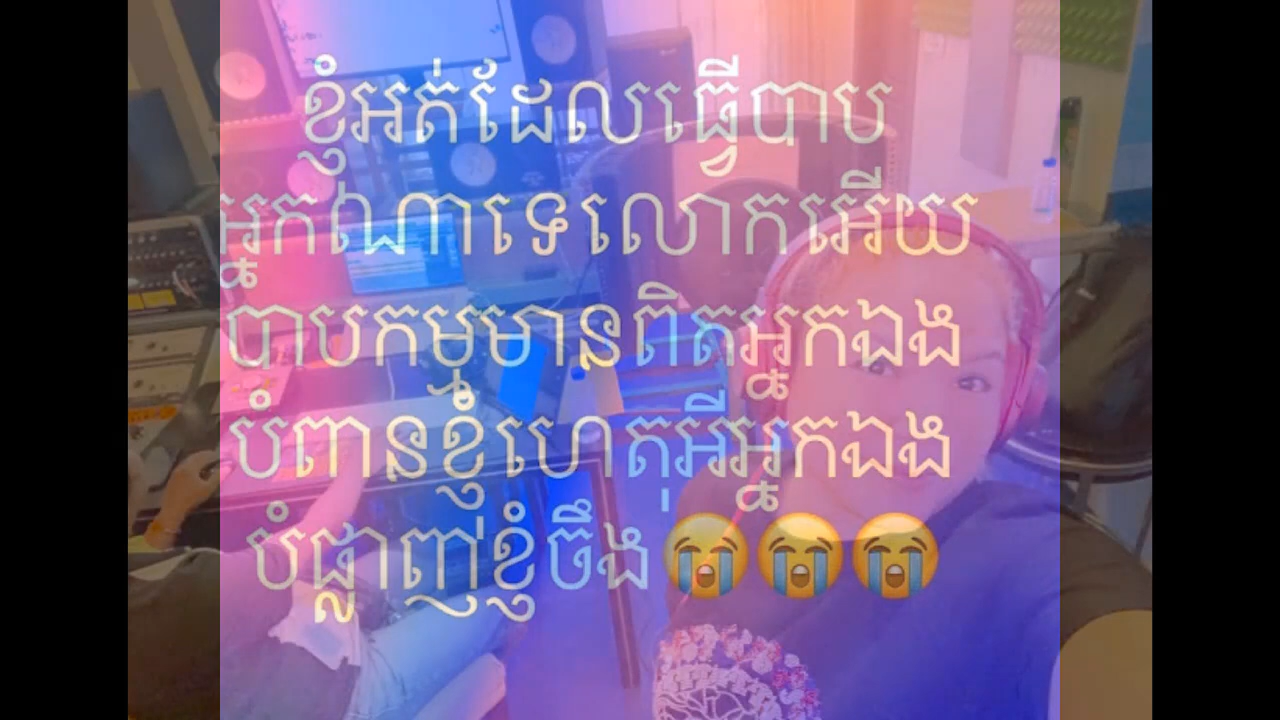 ខ្ញុំអត់ដែលធ្វើបាប
អ្នកណាទេលោកអើយ
បាបកម្មមានពិតអ្នកឯង
បំពានខ្ញុំហេតុអីអ្នកឯង
បំផ្លាញខ្ញុំចឹង😭😭😭